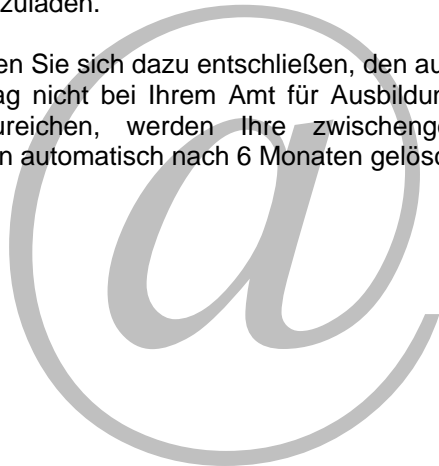 zuladen.
en Sie sich dazu entschließen, den au
ag nicht bei Ihrem Amt für Ausbildun
ureichen, werden Ihre zwischenge
n automatisch nach 6 Monaten gelösc
@